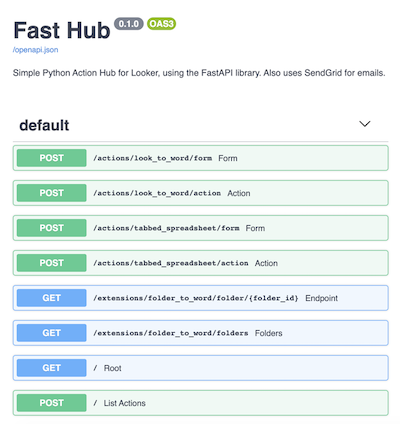 Fast Hub 0.1.0 OAS3
/openapi.json
Simple Python Action Hub for Looker, using the FastAPI library. Also uses SendGrid for emails.
default
POST /actions/look_to_word/form Form
POST /actions/look_to_word/action Action
POST /actions/tabbed_spreadsheet/form Form
POST /actions/tabbed_spreadsheet/action Action
GET /extensions/folder_to_word/folder/{folder_id} Endpoint
GET /extensions/folder_to_word/folders Folders
GET / Root
POST / List Actions